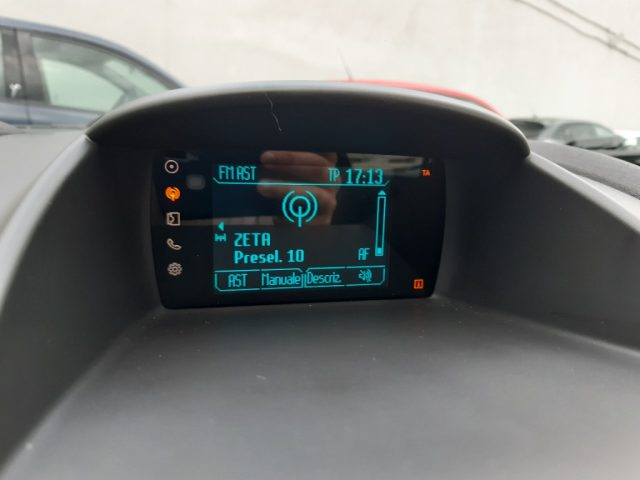 FM AST TP 17:13
TA
ZETA
Presel. 10 AF
AST Manuale Descriz.